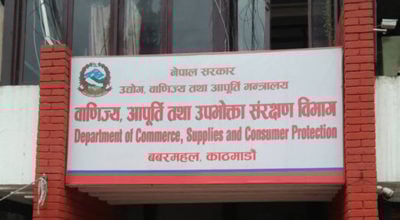 नेपाल सरकार
उद्योग, वाणिज्य तथा आपूर्ति मन्त्रालय
वाणिज्य, आपूर्ति तथा उपभोक्ता संरक्षण विभाग
Department of Commerce, Supplies and Consumer Protection
बबरमहल, काठमाडौं